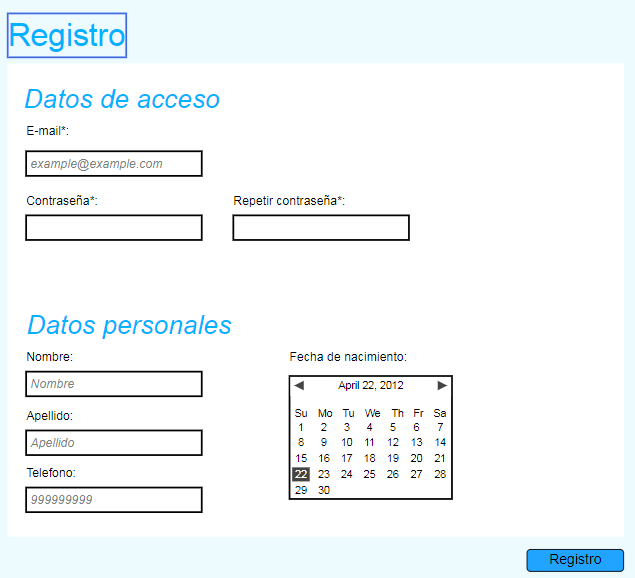 Registro
Datos de acceso
E-mail*:
example@example.com
Contraseña*: Repetir contraseña*:
Datos personales
Nombre: Fecha de nacimiento:
Nombre
April 22, 2012
Su Mo Tu We Th Fr Sa
1 2 3 4 5 6 7
8 9 10 11 12 13 14
15 16 17 18 19 20 21
22 23 24 25 26 27 28
29 30
Apellido:
Apellido
Telefono:
999999999
Registro